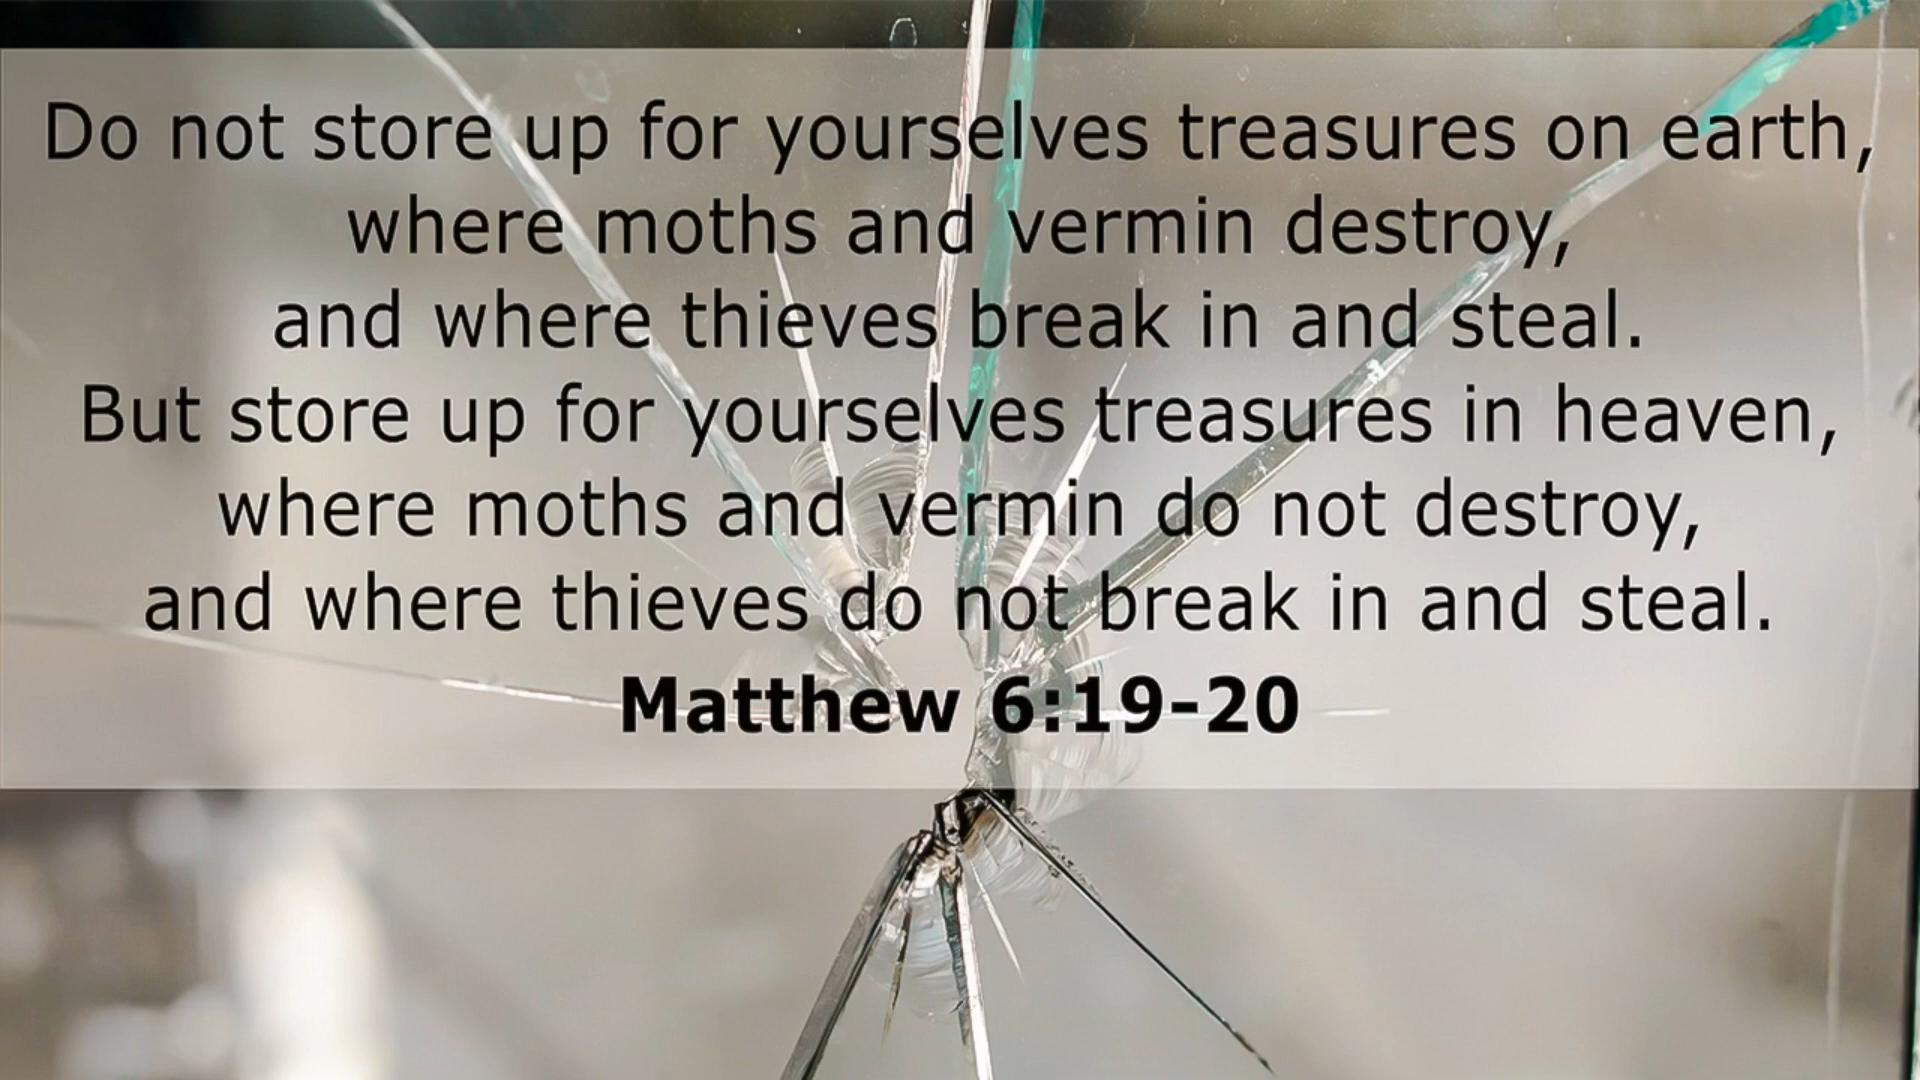 Do not store up for yourselves treasures on earth,
where moths and vermin destroy,
and where thieves break in and steal.
But store up for yourselves treasures in heaven,
where moths and vermin do not destroy,
and where thieves do not break in and steal.
Matthew 6:19-20